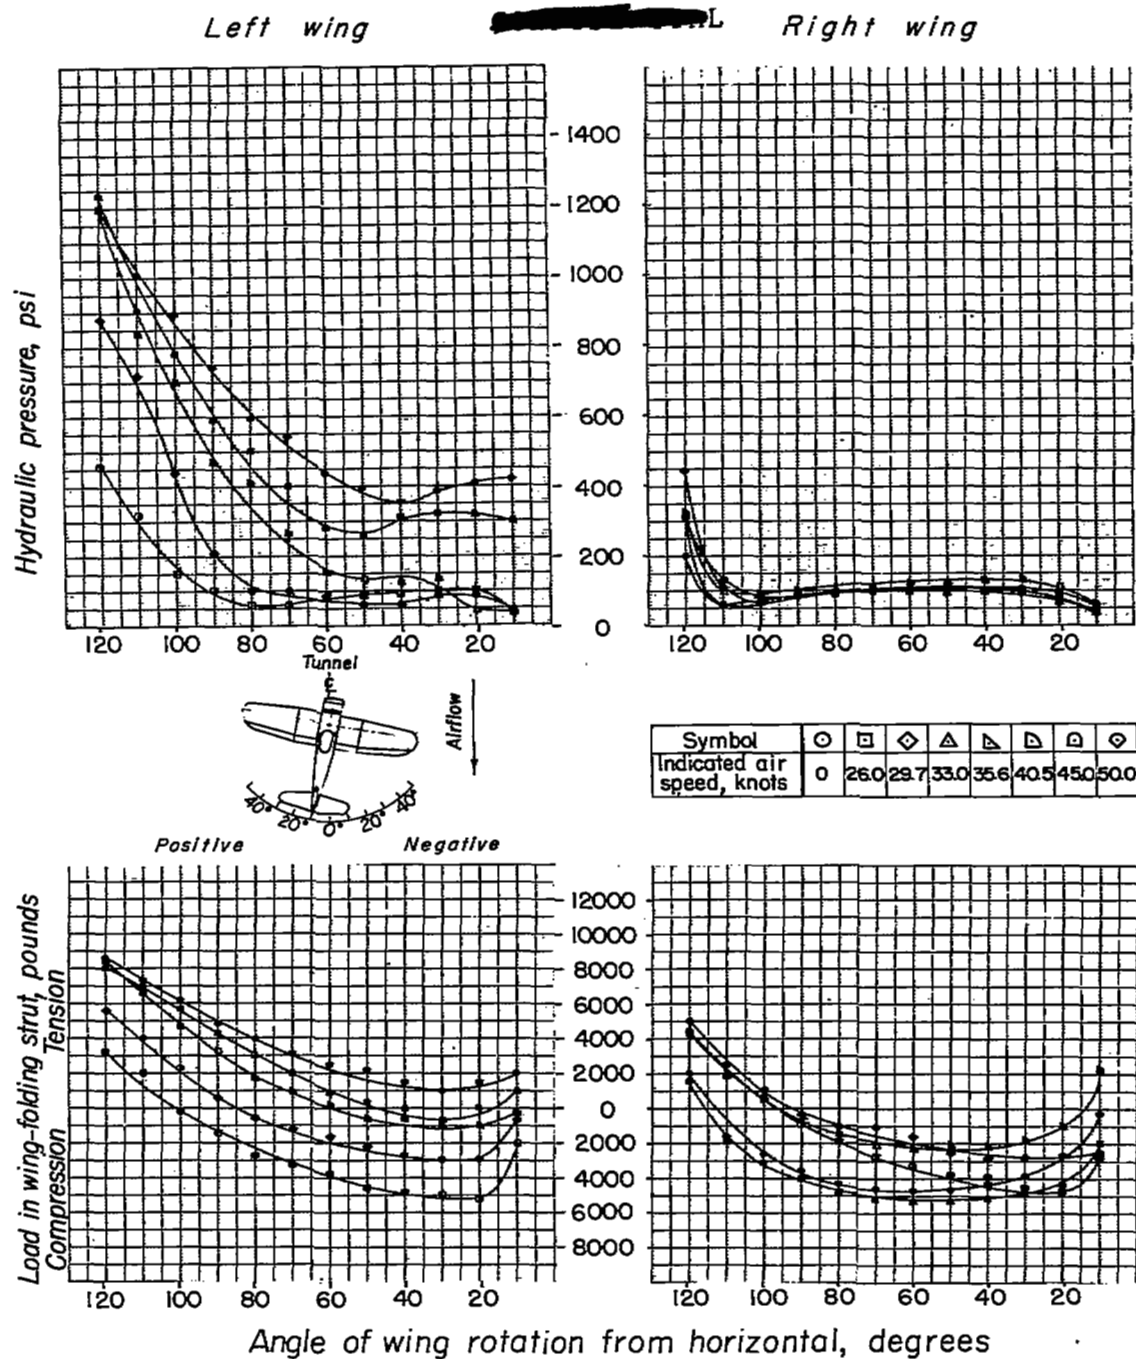 Left wing
Right wing
Hydraulic pressure, psi
1400
1200
1000
800
600
400
200
0
120 100 80 60 40 20
120 100 80 60 40 20
Tunnel
Airflow
40° 20° 0° 20° 40°
Positive Negative
Symbol
Indicated air speed, knots 0 26.0 29.7 33.0 35.6 40.5 45.0 50.0
Load in wing-folding strut, pounds
Compression Tension
12000
10000
8000
6000
4000
2000
0
2000
4000
6000
8000
120 100 80 60 40 20
120 100 80 60 40 20
Angle of wing rotation from horizontal, degrees